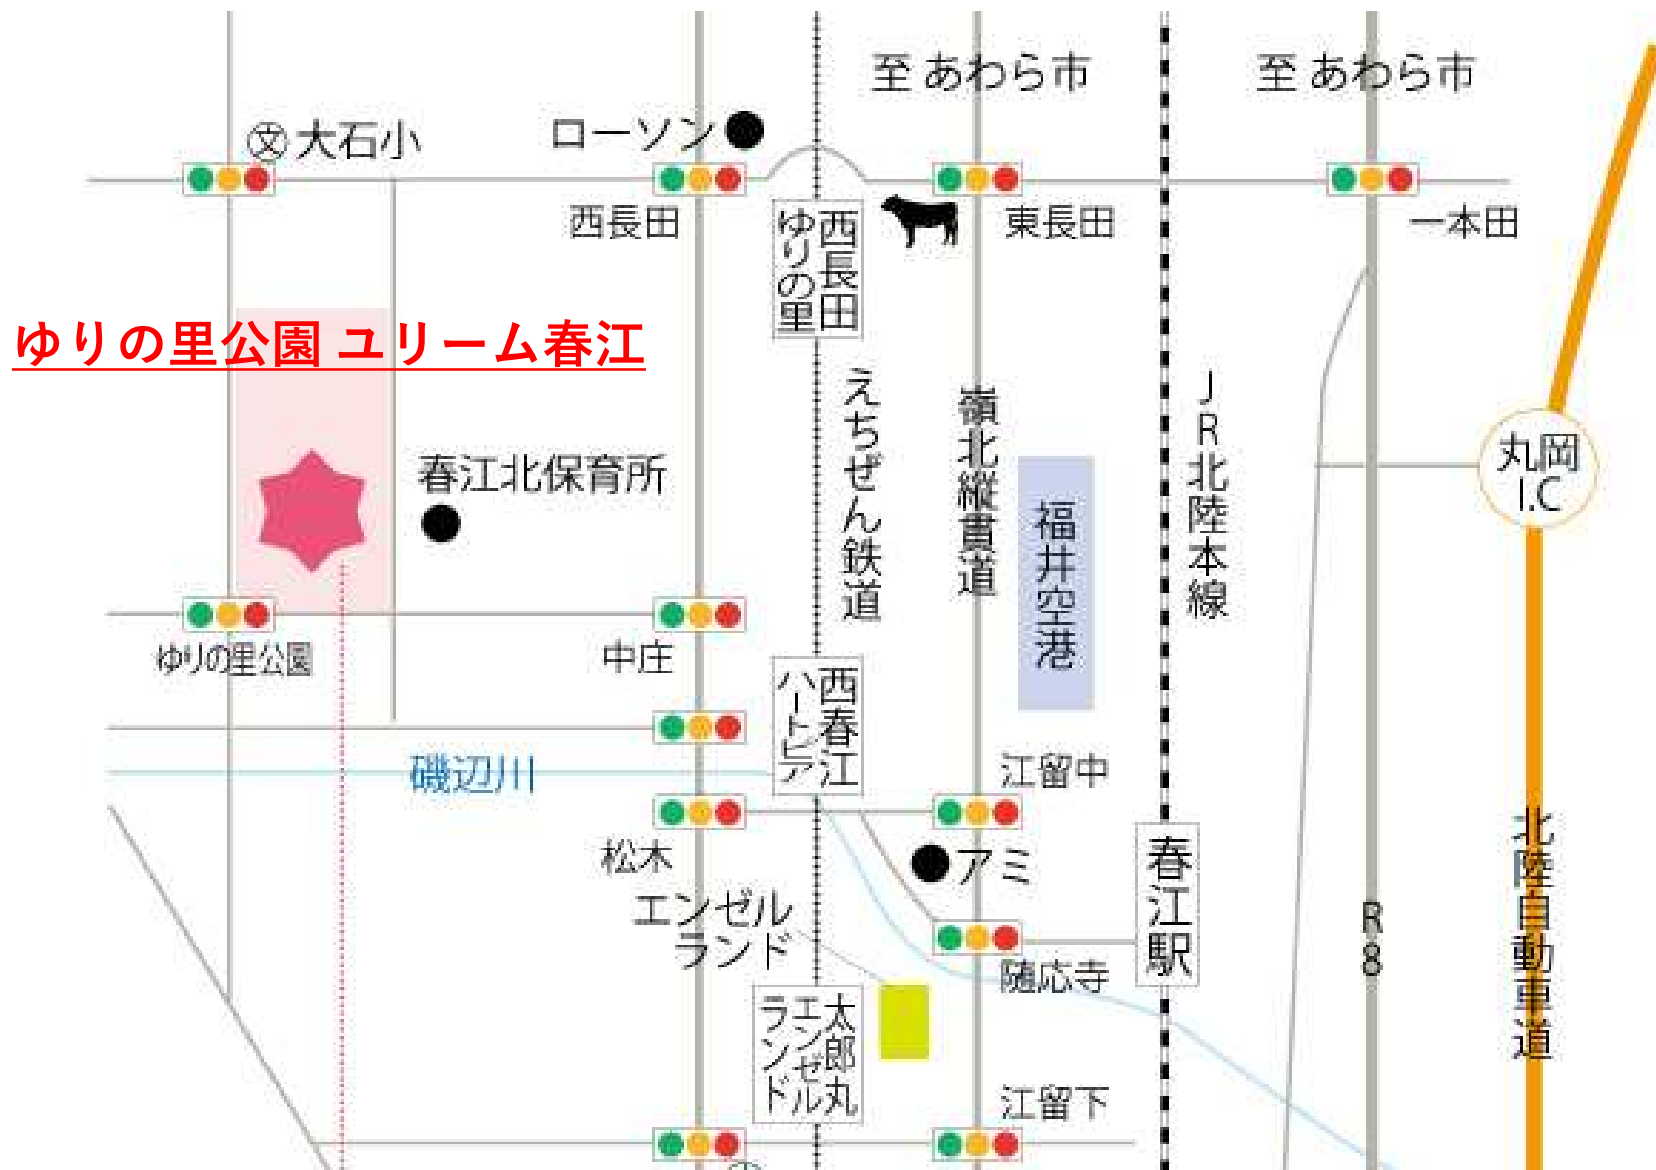 至 あわら市
至 あわら市
㊫大石小
ローソン
西長田
東長田
一本田
西長田
ゆりの里
ゆりの里公園 ユリーム春江
えちぜん鉄道
嶺北縦貫道
JR北陸本線
丸岡
I.C
春江北保育所
福井空港
ゆりの里公園
中庄
西春江
ハートピア
磯辺川
江留中
松木
アミ
春江駅
エンゼル
ランド
随応寺
R8
北陸自動車道
太郎丸
エンゼル
ランド
江留下